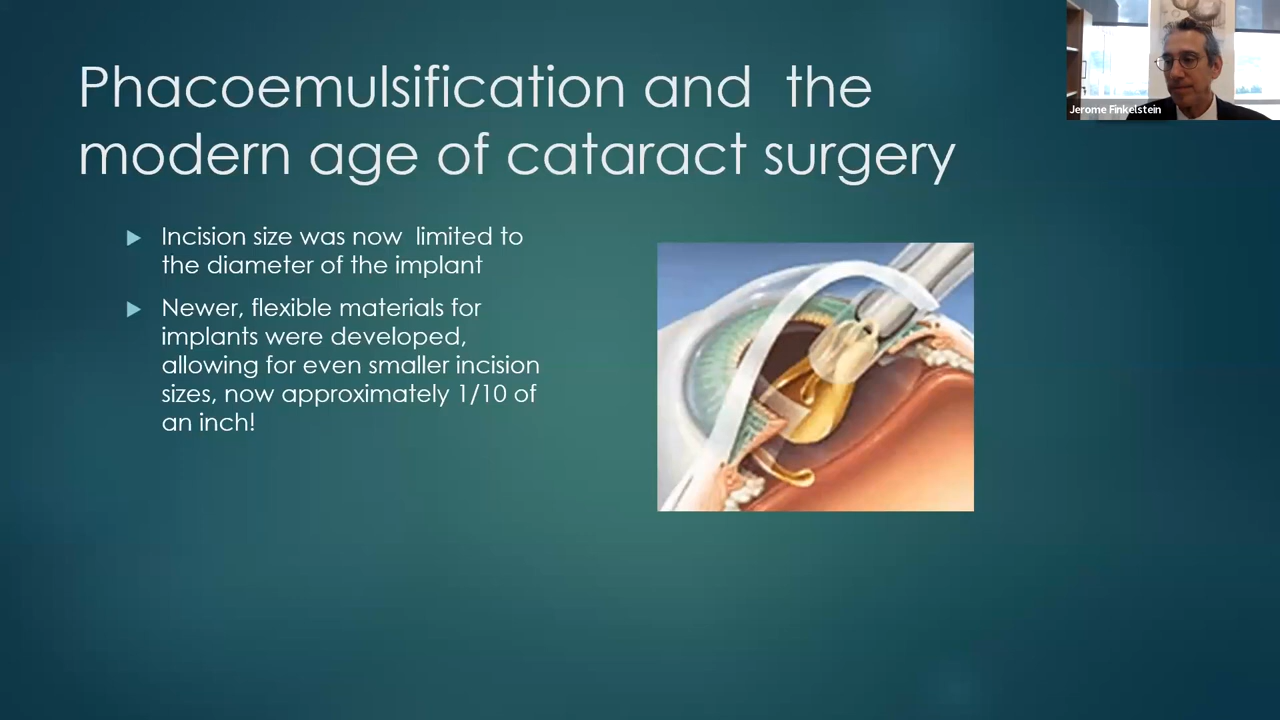 Phacoemulsification and  the
modern age of cataract surgery
Incision size was now  limited to
the diameter of the implant
Newer, flexible materials for
implants were developed,
allowing for even smaller incision
sizes, now approximately 1/10 of
an inch!
Jerome Finkelstein